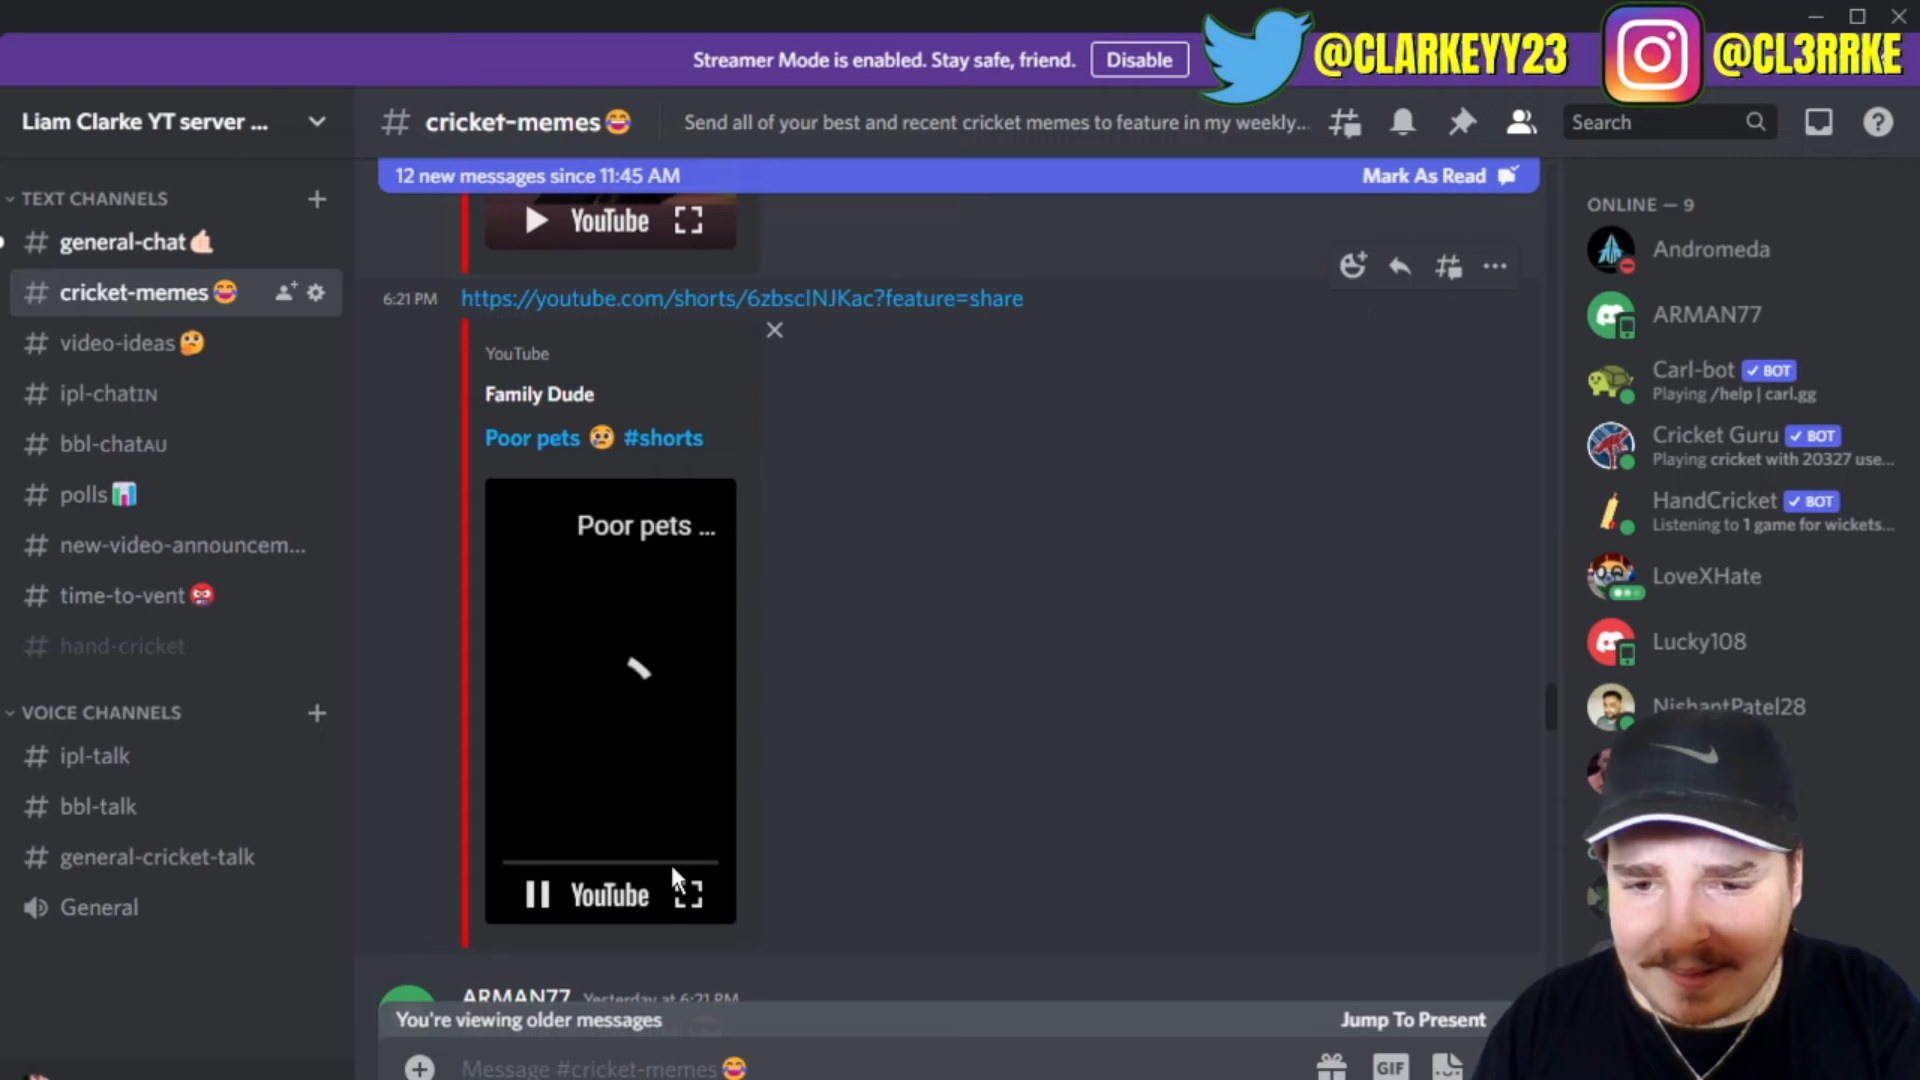 Streamer Mode is enabled. Stay safe, friend.
Disable
@CLARKEYY23
@CL3RRKE
Liam Clarke YT server ...
cricket-memes
Send all of your best and recent cricket memes to feature in my weekly...
Search
12 new messages since 11:45 AM
Mark As Read
TEXT CHANNELS
general-chat
cricket-memes
video-ideas
ipl-chatIN
bbl-chatAU
polls
new-video-announcem...
time-to-vent
hand-cricket
VOICE CHANNELS
ipl-talk
bbl-talk
general-cricket-talk
General
YouTube
6:21 PM
https://youtube.com/shorts/6zbscINJKac?feature=share
YouTube
Family Dude
Poor pets 😢 #shorts
Poor pets ...
YouTube
ARMAN77 Yesterday at 6:21 PM
You're viewing older messages
Jump To Present
Message #cricket-memes
GIF
ONLINE — 9
Andromeda
ARMAN77
Carl-bot ✓ BOT
Playing /help | carl.gg
Cricket Guru ✓ BOT
Playing cricket with 20327 use...
HandCricket ✓ BOT
Listening to 1 game for wickets...
LoveXHate
Lucky108
NishantPatel28